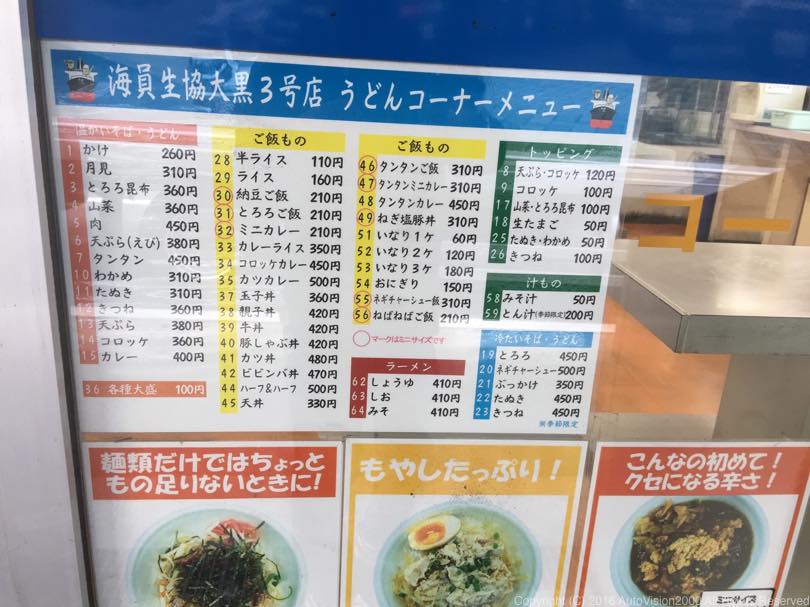 海員生協大黒3号店 うどんコーナーメニュー
温かいそば・うどん
1 かけ 260円
2 月見 310円
3 とろろ昆布 360円
4 山菜 360円
5 肉 450円
6 天ぷら(えび) 380円
7 タンタン 450円
10 わかめ 310円
11 たぬき 310円
12 きつね 360円
13 天ぷら 380円
14 コロッケ 360円
15 カレー 400円
36 各種大盛 100円
ご飯もの
28 半ライス 110円
29 ライス 160円
30 納豆ご飯 210円
31 とろろご飯 210円
32 ミニカレー 210円
33 カレーライス 350円
34 コロッケカレー 450円
35 カツカレー 500円
37 玉子丼 360円
38 親子丼 420円
39 牛丼 420円
40 豚しゃぶ丼 420円
41 カツ丼 480円
42 ビビンバ丼 470円
44 ハーフ&ハーフ 500円
45 天丼 330円
ご飯もの
46 タンタンご飯 310円
47 タンタンミニカレー 310円
48 タンタンカレー 450円
49 ねぎ塩豚丼 310円
51 いなり1ケ 60円
52 いなり2ケ 120円
53 いなり3ケ 180円
54 おにぎり 150円
55 ネギチャーシュー飯 310円
56 ねばねばご飯 210円
○マークはミニサイズです
ラーメン
62 しょうゆ 410円
63 しお 410円
64 みそ 410円
トッピング
8 天ぷら・コロッケ 120円
9 コロッケ 100円
17 山菜・とろろ昆布 100円
18 生たまご 50円
25 たぬき・わかめ 50円
26 きつね 100円
汁もの
58 みそ汁 50円
59 とん汁(季節限定) 200円
冷たいそば・うどん
19 とろろ 450円
20 ネギチャーシュー 500円
21 ぶっかけ 350円
22 たぬき 450円
23 きつね 450円
※季節限定
コー
麺類だけではちょっと
もの足りないときに!
もやしたっぷり!
こんなの初めて!
クセになる辛さ!
ミニサイズ